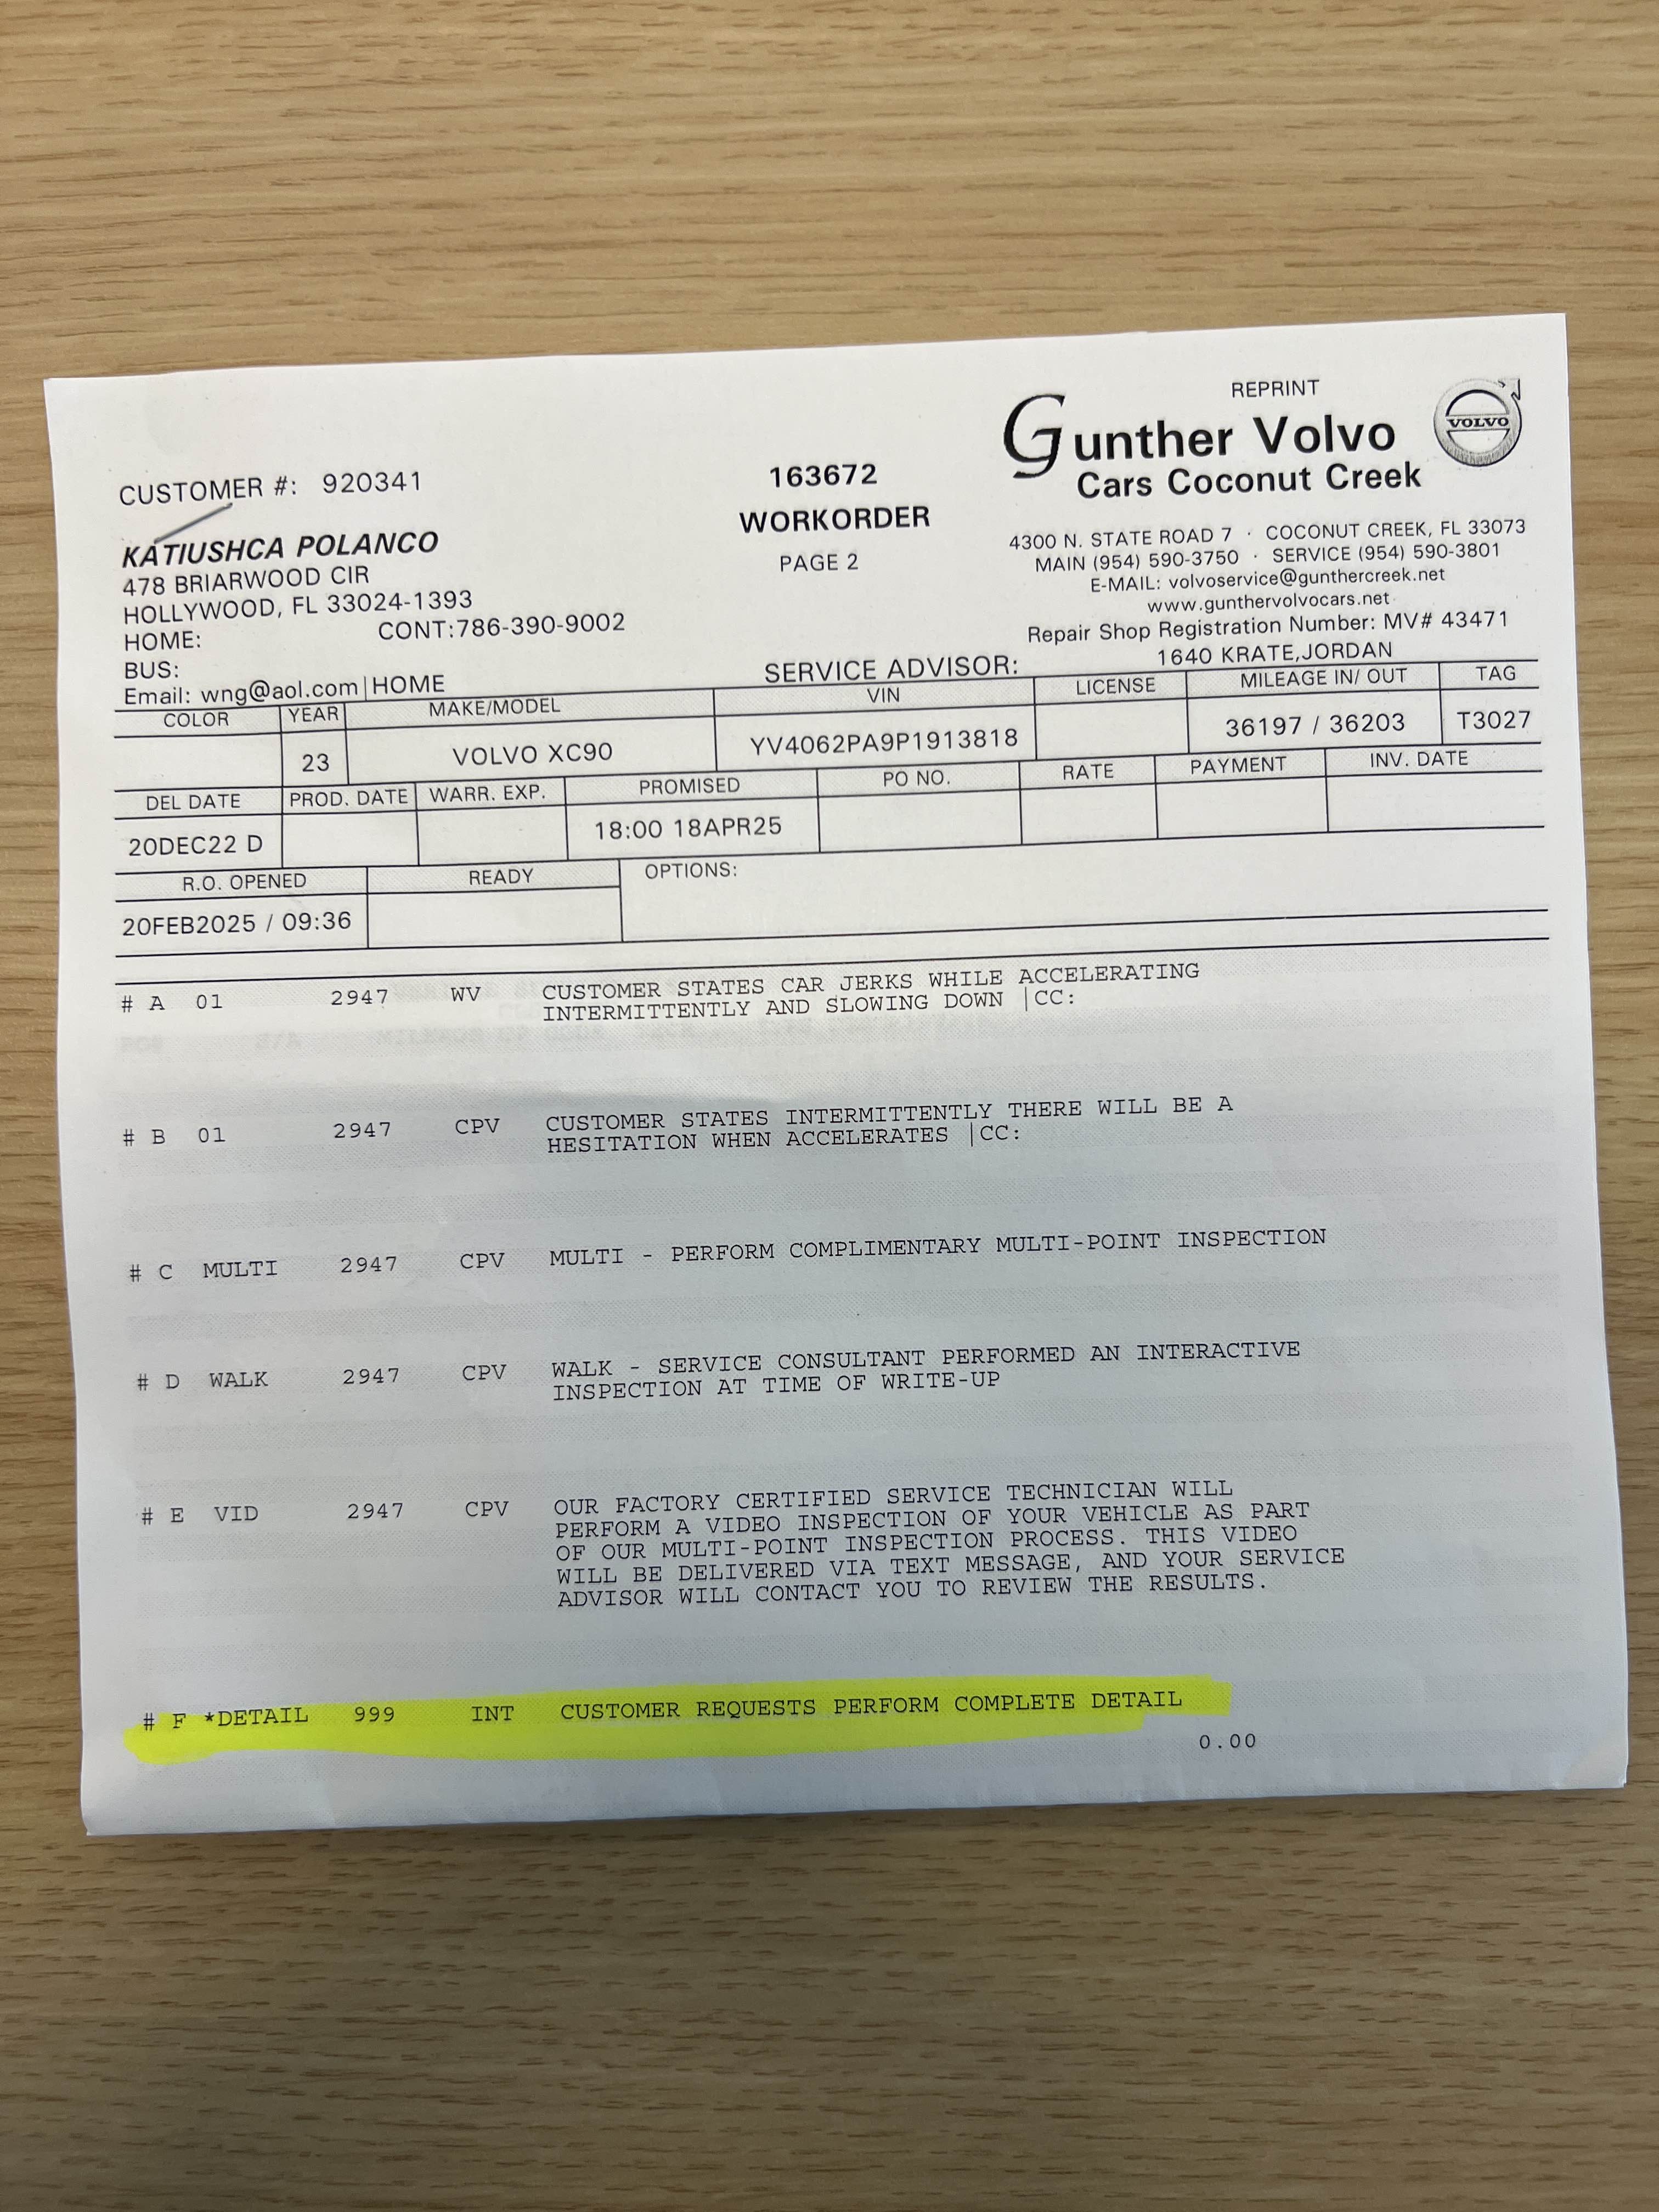 REPRINT
Gunther Volvo
Cars Coconut Creek
VOLVO
4300 N. STATE ROAD 7 · COCONUT CREEK, FL 33073
MAIN (954) 590-3750 · SERVICE (954) 590-3801
E-MAIL: volvoservice@gunthercreek.net
www.gunthervolvocars.net
Repair Shop Registration Number: MV# 43471
CUSTOMER #: 920341
163672
WORKORDER
PAGE 2
KATIUSHCA POLANCO
478 BRIARWOOD CIR
HOLLYWOOD, FL 33024-1393
HOME: CONT:786-390-9002
BUS:
Email: wng@aol.com|HOME
SERVICE ADVISOR: 1640 KRATE,JORDAN
COLOR YEAR MAKE/MODEL VIN LICENSE MILEAGE IN/ OUT TAG
23 VOLVO XC90 YV4062PA9P1913818 36197 / 36203 T3027
DEL DATE PROD. DATE WARR. EXP. PROMISED PO NO. RATE PAYMENT INV. DATE
20DEC22 D 18:00 18APR25
R.O. OPENED READY OPTIONS:
20FEB2025 / 09:36
# A 01 2947 WV CUSTOMER STATES CAR JERKS WHILE ACCELERATING
INTERMITTENTLY AND SLOWING DOWN |CC:
# B 01 2947 CPV CUSTOMER STATES INTERMITTENTLY THERE WILL BE A
HESITATION WHEN ACCELERATES |CC:
# C MULTI 2947 CPV MULTI - PERFORM COMPLIMENTARY MULTI-POINT INSPECTION
# D WALK 2947 CPV WALK - SERVICE CONSULTANT PERFORMED AN INTERACTIVE
INSPECTION AT TIME OF WRITE-UP
# E VID 2947 CPV OUR FACTORY CERTIFIED SERVICE TECHNICIAN WILL
PERFORM A VIDEO INSPECTION OF YOUR VEHICLE AS PART
OF OUR MULTI-POINT INSPECTION PROCESS. THIS VIDEO
WILL BE DELIVERED VIA TEXT MESSAGE, AND YOUR SERVICE
ADVISOR WILL CONTACT YOU TO REVIEW THE RESULTS.
# F *DETAIL 999 INT CUSTOMER REQUESTS PERFORM COMPLETE DETAIL
0.00